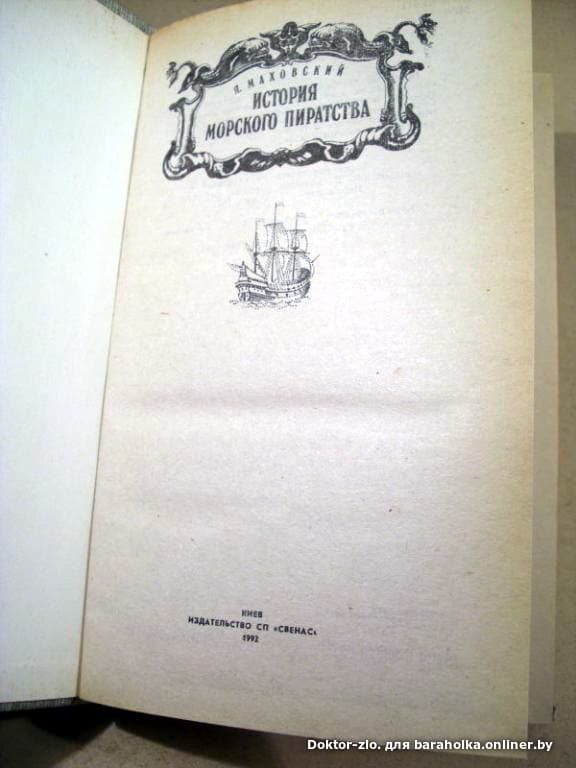 Я. МАХОВСКИЙ
ИСТОРИЯ
МОРСКОГО ПИРАТСТВА
КИЕВ
ИЗДАТЕЛЬСТВО СП «СВЕНАС»
1992
Doktor-zlo. для baraholka.onliner.by